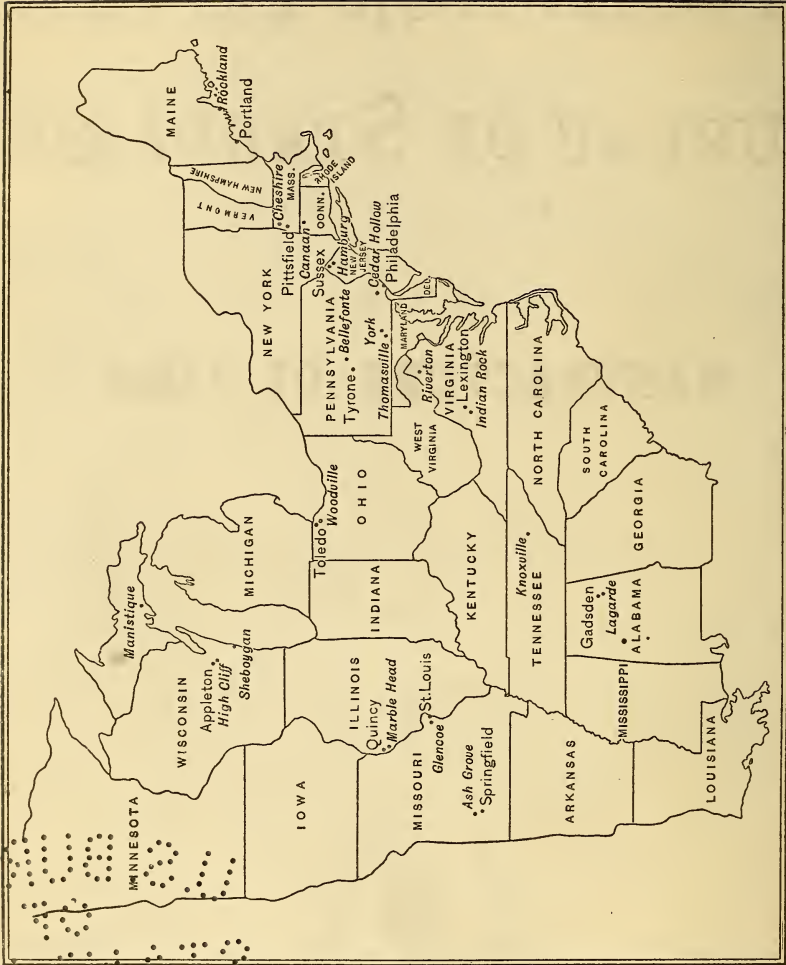 MAINE
Rockland
Portland
NEW HAMPSHIRE
VERMONT
Cheshire
MASS.
RHODE
ISLAND
CONN.
Pittsfield
Canaan
NEW YORK
Sussex
Hamburg
NEW
JERSEY
Cedar Hollow
Philadelphia
PENNSYLVANIA
Bellefonte
Tyrone
York
Thomasville
MARYLAND
DEL.
Riverton
VIRGINIA
Lexington
Indian Rock
WEST
VIRGINIA
NORTH CAROLINA
SOUTH
CAROLINA
GEORGIA
OHIO
Woodville
Toledo
MICHIGAN
Manistique
INDIANA
KENTUCKY
Knoxville
TENNESSEE
Gadsden
Lagarde
ALABAMA
MISSISSIPPI
WISCONSIN
Appleton
High Cliff
Sheboygan
ILLINOIS
Quincy
Marble Head
St. Louis
Glencoe
MISSOURI
Ash Grove
Springfield
MINNESOTA
IOWA
ARKANSAS
LOUISIANA